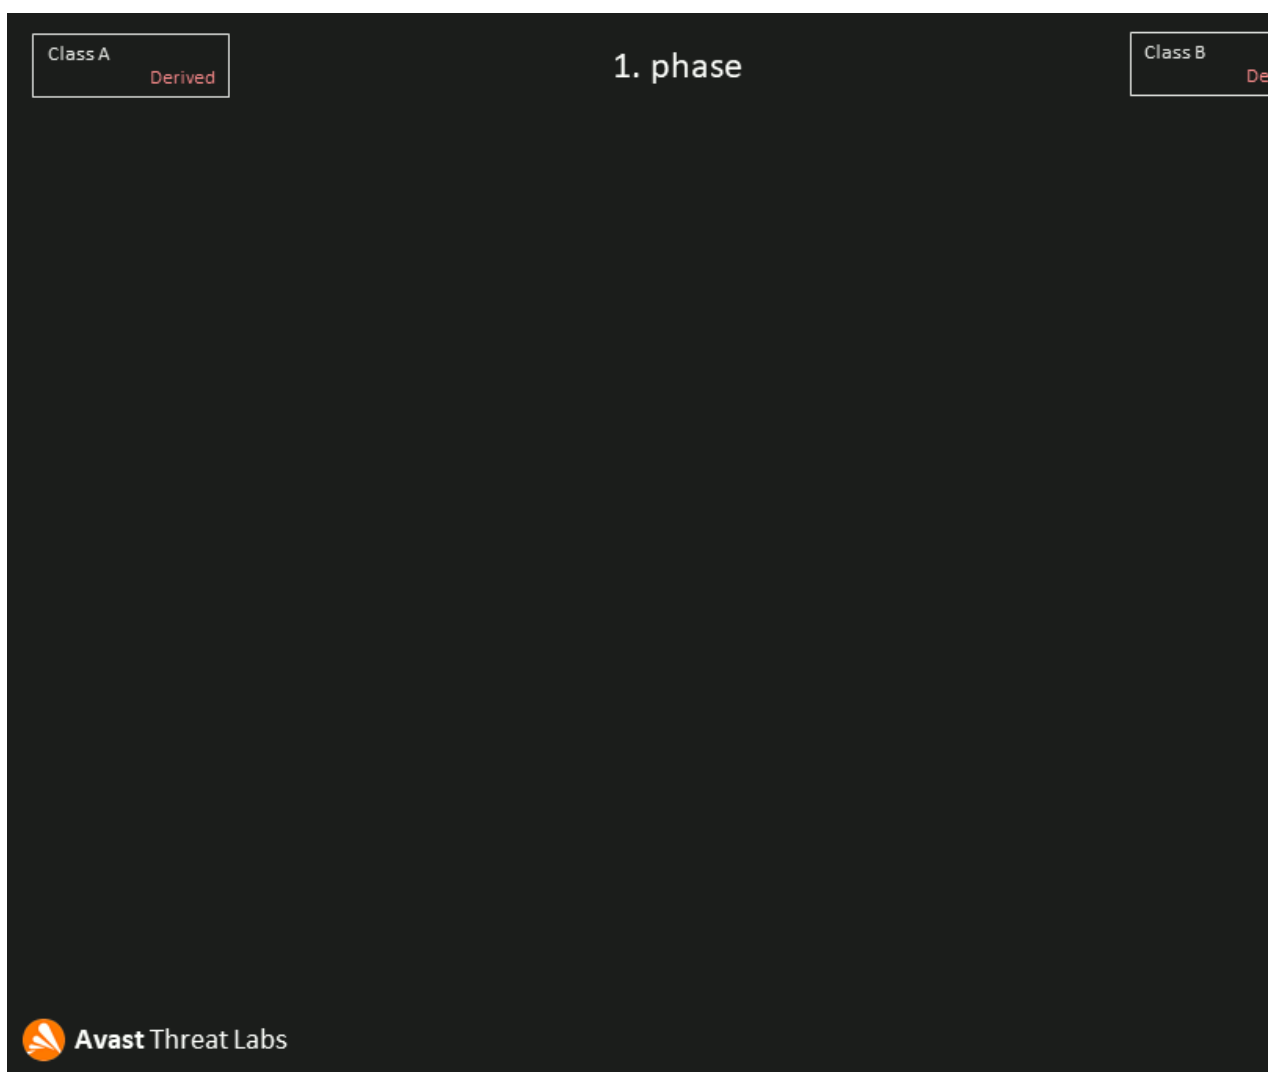 Class A
Derived
1. phase
Class B
Avast Threat Labs